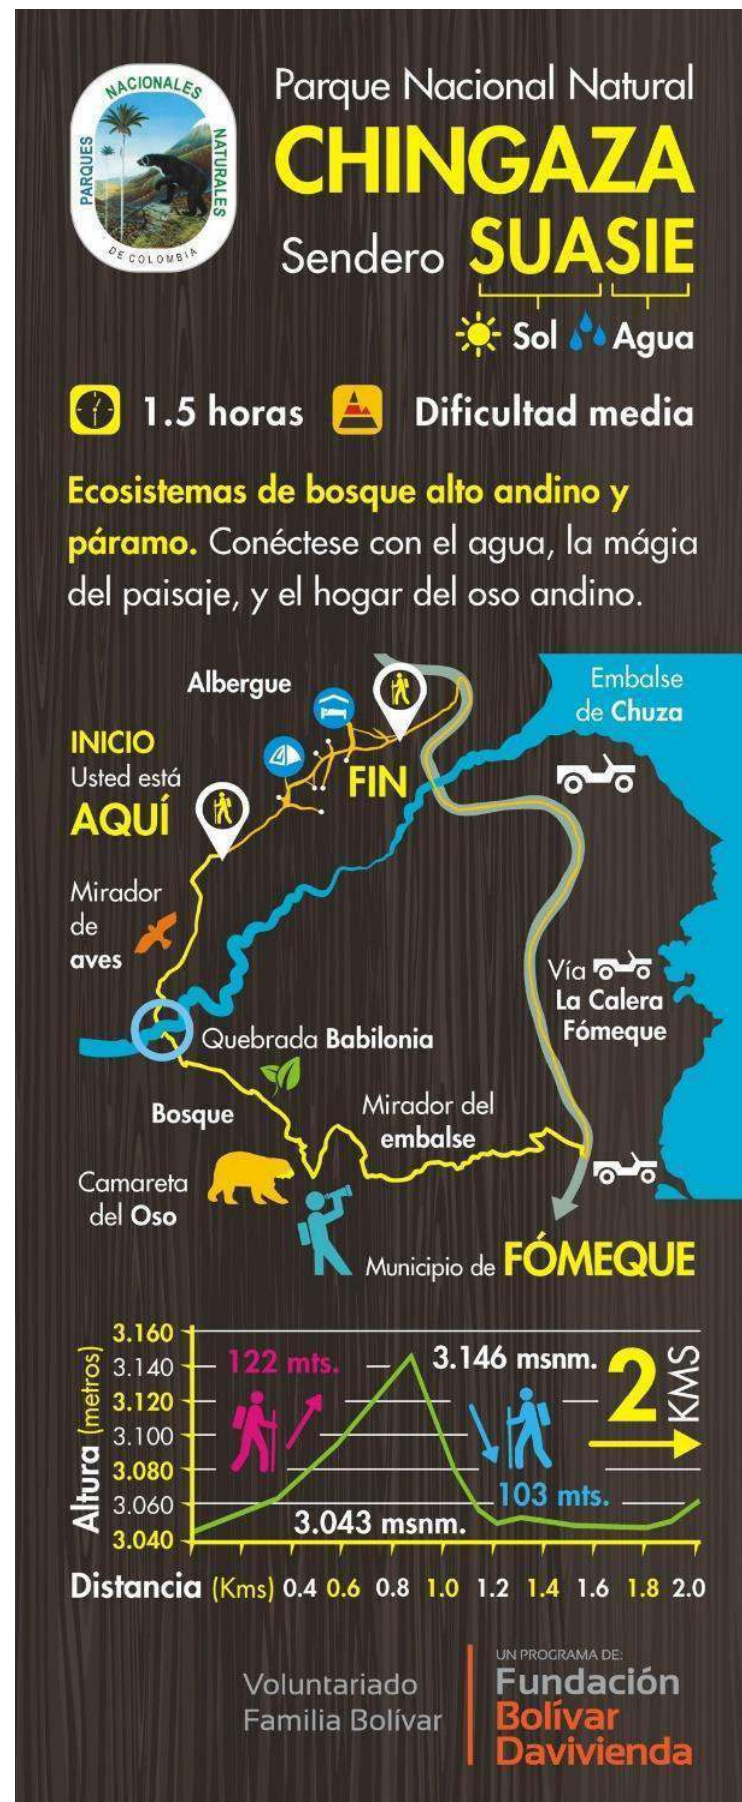 PARQUES
NACIONALES
NATURALES
DE COLOMBIA
Parque Nacional Natural
CHINGAZA
Sendero SUASIE
Sol Agua
1.5 horas Dificultad media
Ecosistemas de bosque alto andino y
páramo. Conéctese con el agua, la mágia
del paisaje, y el hogar del oso andino.
Albergue
Embalse
de Chuza
INICIO
Usted está
AQUÍ
FIN
Mirador
de
aves
Vía
La Calera
Fómeque
Quebrada Babilonia
Bosque
Mirador del
embalse
Camareta
del Oso
Municipio de FÓMEQUE
Altura (metros)
3.160
3.140
3.120
3.100
3.080
3.060
3.040
122 mts.
3.146 msnm.
2 KMS
103 mts.
3.043 msnm.
Distancia (Kms) 0.4 0.6 0.8 1.0 1.2 1.4 1.6 1.8 2.0
Voluntariado
Familia Bolívar
UN PROGRAMA DE:
Fundación
Bolívar
Davivienda